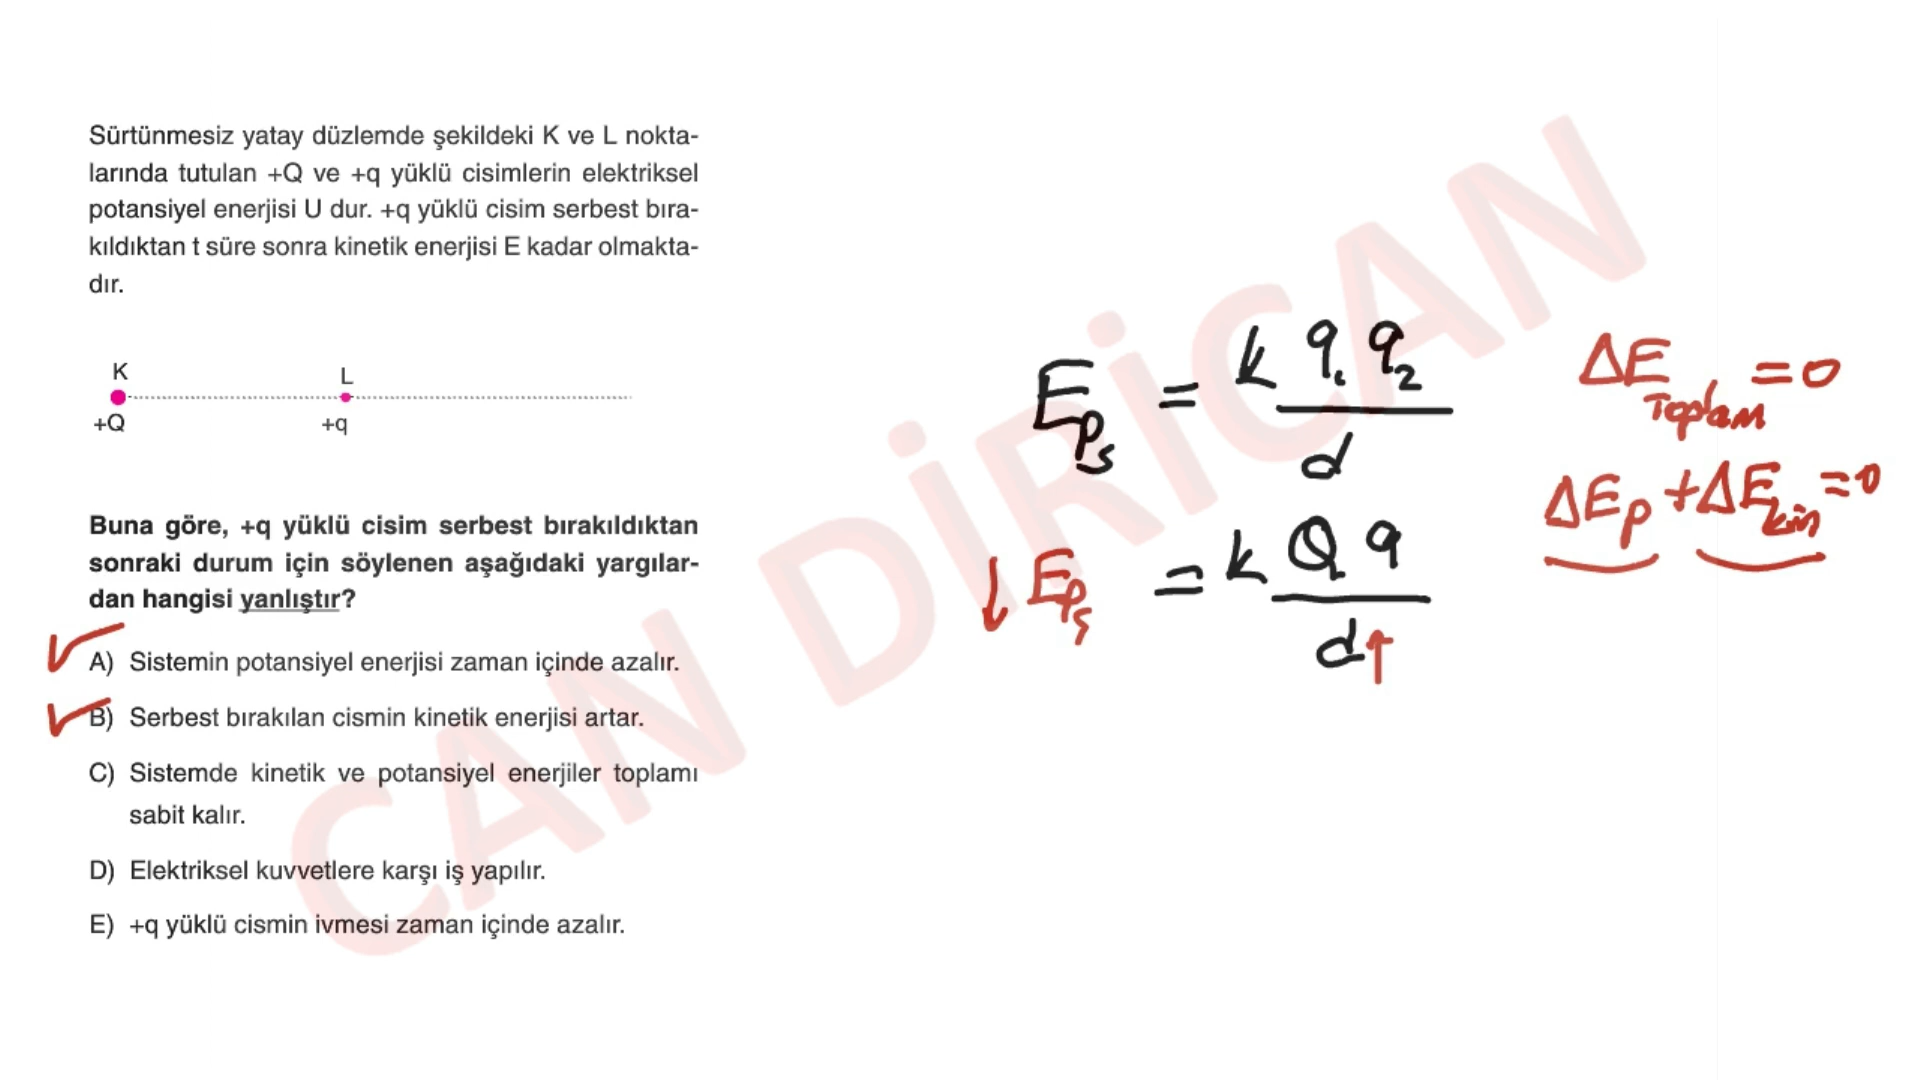 Sürtünmesiz yatay düzlemde şekildeki K ve L nokta-
larında tutulan +Q ve +q yüklü cisimlerin elektriksel
potansiyel enerjisi U dur. +q yüklü cisim serbest bıra-
kıldıktan t süre sonra kinetik enerjisi E kadar olmakta-
dır.
K L
+Q +q
Buna göre, +q yüklü cisim serbest bırakıldıktan
sonraki durum için söylenen aşağıdaki yargılar-
dan hangisi yanlıştır?
A) Sistemin potansiyel enerjisi zaman içinde azalır.
B) Serbest bırakılan cismin kinetik enerjisi artar.
C) Sistemde kinetik ve potansiyel enerjiler toplamı
sabit kalır.
D) Elektriksel kuvvetlere karşı iş yapılır.
E) +q yüklü cismin ivmesi zaman içinde azalır.
E_ps = k q₁ q₂ / d
↓ E_ps = k Q q / d↑
ΔE Toplam = 0
ΔEp + ΔE kin = 0
CAN DİRİCAN